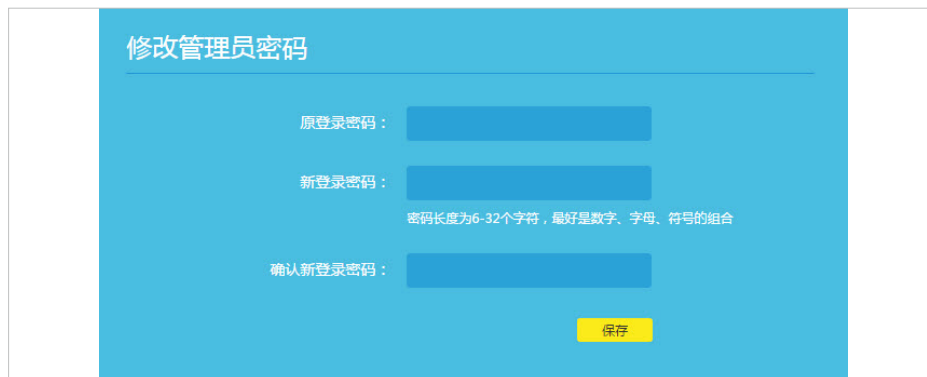 修改管理员密码
原登录密码：
新登录密码：
密码长度为6-32个字符，最好是数字、字母、符号的组合
确认新登录密码：
保存